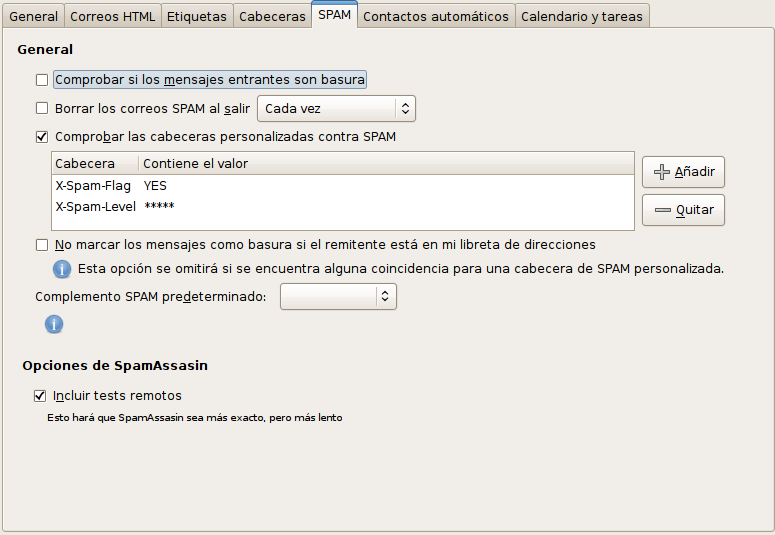 General Correos HTML Etiquetas Cabeceras SPAM Contactos automáticos Calendario y tareas
General
Comprobar si los mensajes entrantes son basura
Borrar los correos SPAM al salir Cada vez
Comprobar las cabeceras personalizadas contra SPAM
Cabecera Contiene el valor
X-Spam-Flag YES
X-Spam-Level *****
Añadir
Quitar
No marcar los mensajes como basura si el remitente está en mi libreta de direcciones
Esta opción se omitirá si se encuentra alguna coincidencia para una cabecera de SPAM personalizada.
Complemento SPAM predeterminado:
Opciones de SpamAssasin
Incluir tests remotos
Esto hará que SpamAssasin sea más exacto, pero más lento